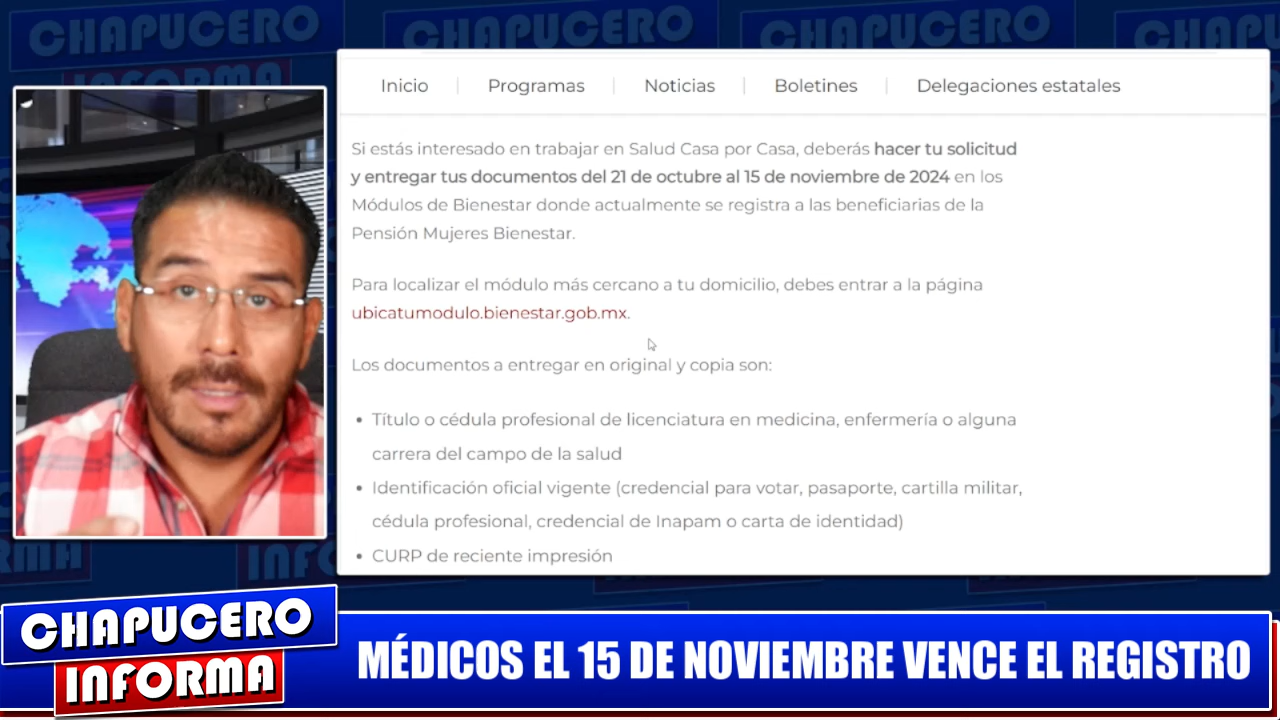 CHAPUCERO
CHAPUCERO
CHAPUCERO
INFORMA
Inicio
Programas
Noticias
Boletines
Delegaciones estatales
Si estás interesado en trabajar en Salud Casa por Casa, deberás hacer tu solicitud
y entregar tus documentos del 21 de octubre al 15 de noviembre de 2024 en los
Módulos de Bienestar donde actualmente se registra a las beneficiarias de la
Pensión Mujeres Bienestar.
Para localizar el módulo más cercano a tu domicilio, debes entrar a la página
ubicatumodulo.bienestar.gob.mx.
Los documentos a entregar en original y copia son:
• Título o cédula profesional de licenciatura en medicina, enfermería o alguna
carrera del campo de la salud
• Identificación oficial vigente (credencial para votar, pasaporte, cartilla militar,
cédula profesional, credencial de Inapam o carta de identidad)
• CURP de reciente impresión
CHAPUCERO
INFORMA
MÉDICOS EL 15 DE NOVIEMBRE VENCE EL REGISTRO